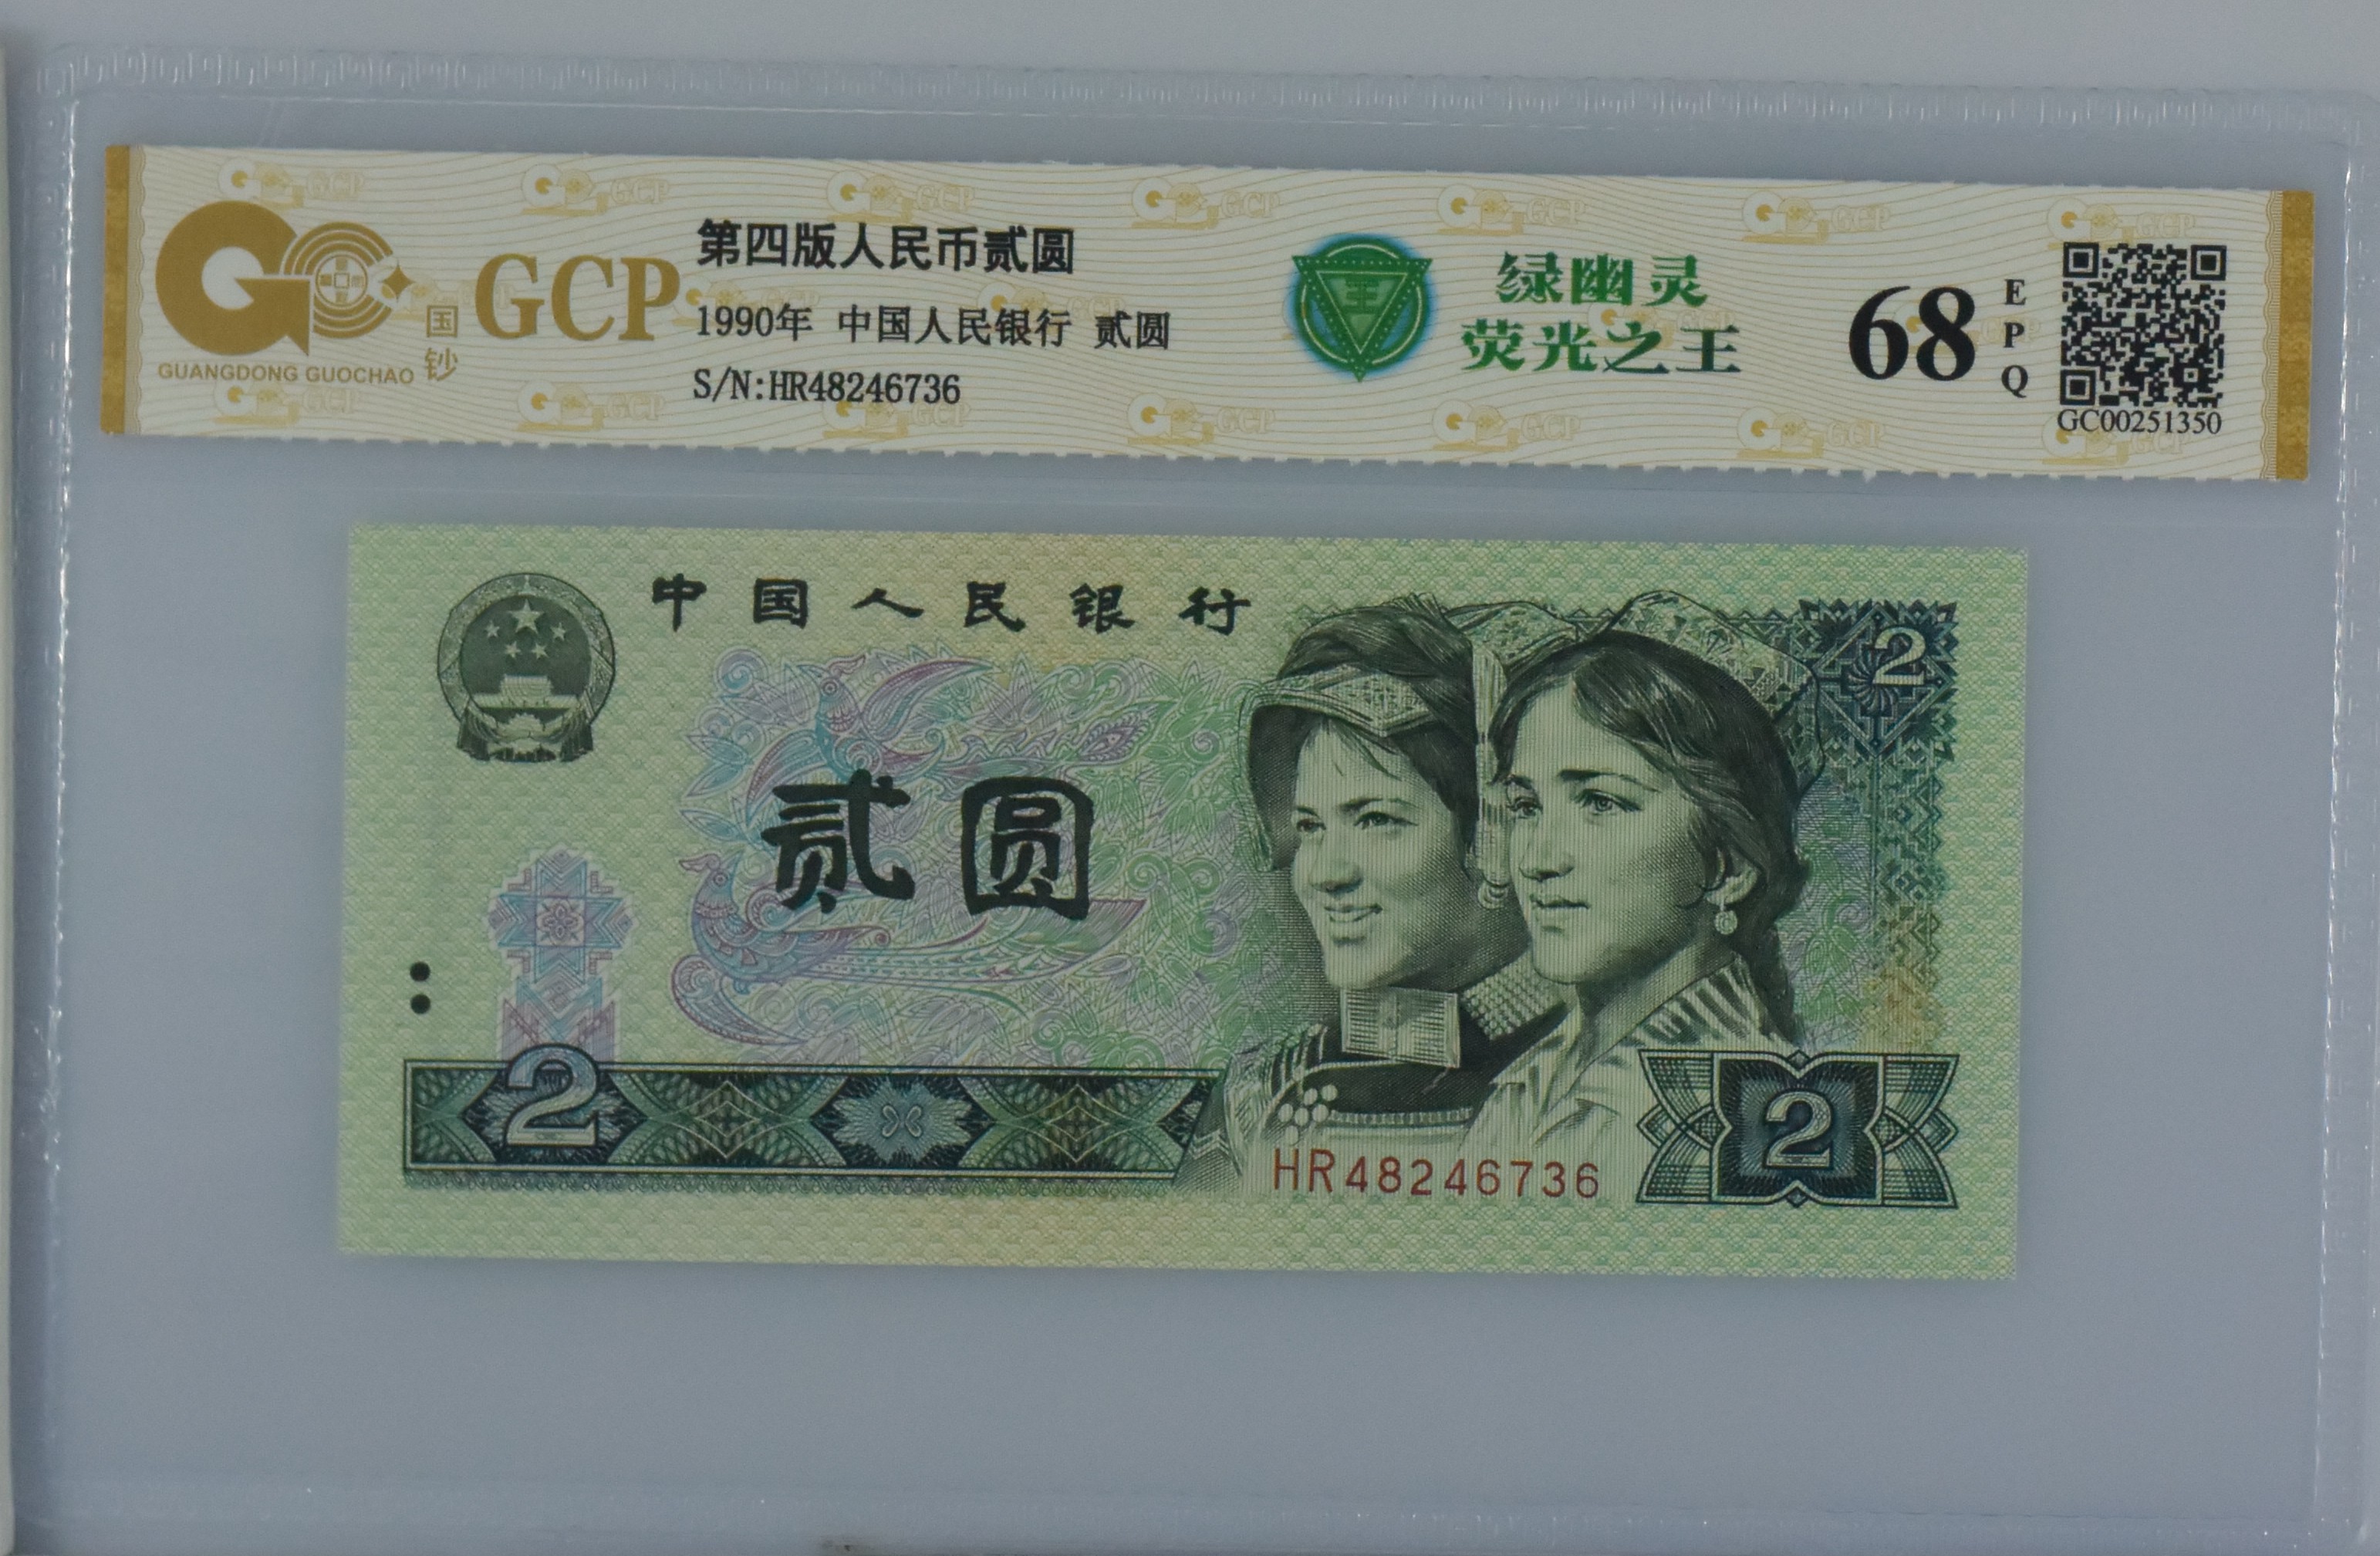 国钞
GCP
GUANGDONG GUOCHAO
第四版人民币贰圆
1990年 中国人民银行 贰圆
S/N:HR48246736
王
绿幽灵
荧光之王
68
EPQ
GC00251350
中国人民银行
2
贰圆
2
HR48246736
2